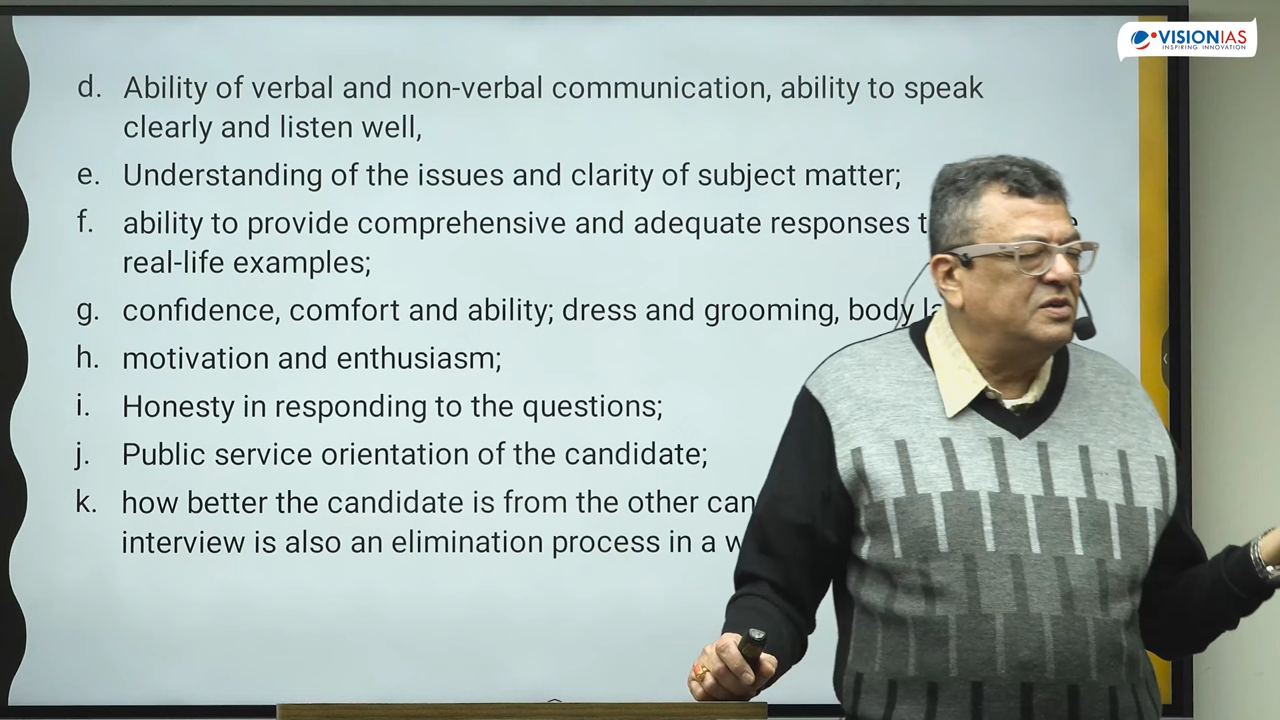 VISIONIAS
INSPIRING INNOVATION
d. Ability of verbal and non-verbal communication, ability to speak
clearly and listen well,
e. Understanding of the issues and clarity of subject matter;
f. ability to provide comprehensive and adequate responses
real-life examples;
g. confidence, comfort and ability; dress and grooming, body
h. motivation and enthusiasm;
i. Honesty in responding to the questions;
j. Public service orientation of the candidate;
k. how better the candidate is from the other
interview is also an elimination process in a